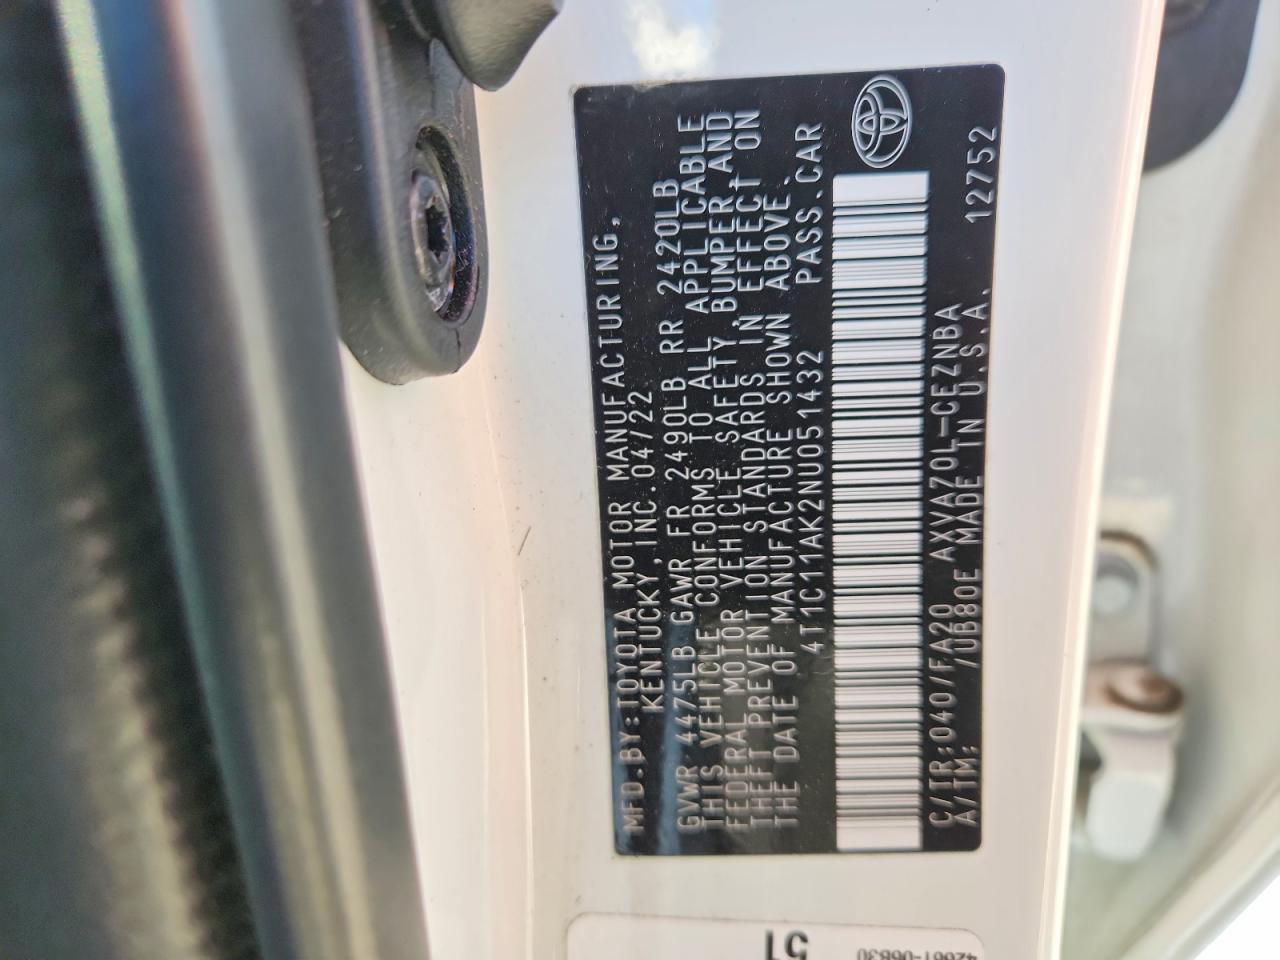 MFD.BY:TOYOTA MOTOR MANUFACTURING,
KENTUCKY,INC.04/22
GVWR 4475LB GAWR FR 2490LB RR 2420LB
THIS VEHICLE CONFORMS TO ALL APPLICABLE
FEDERAL MOTOR VEHICLE SAFETY,BUMPER,AND
THEFT PREVENTION STANDARDS IN EFFECT ON
THE DATE OF MANUFACTURE SHOWN ABOVE.
4T1C11AK2NU051432 PASS.CAR
C/TR:040/FA20 AXVA70L-CEZNBA 12752
A/TM: /UB80E MADE IN U.S.A.
51
42661-06B30